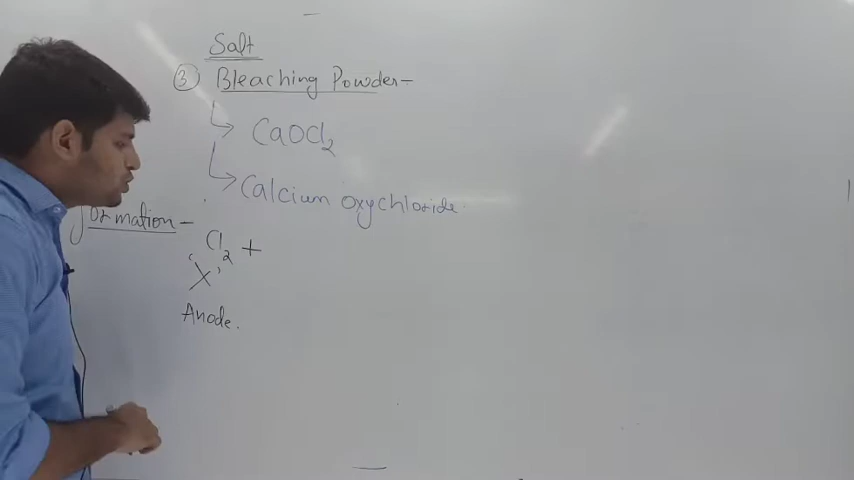 Salt
③ Bleaching Powder-
CaOCl2
Calcium oxychloride
formation -
Cl2 +
'X'
Anode.